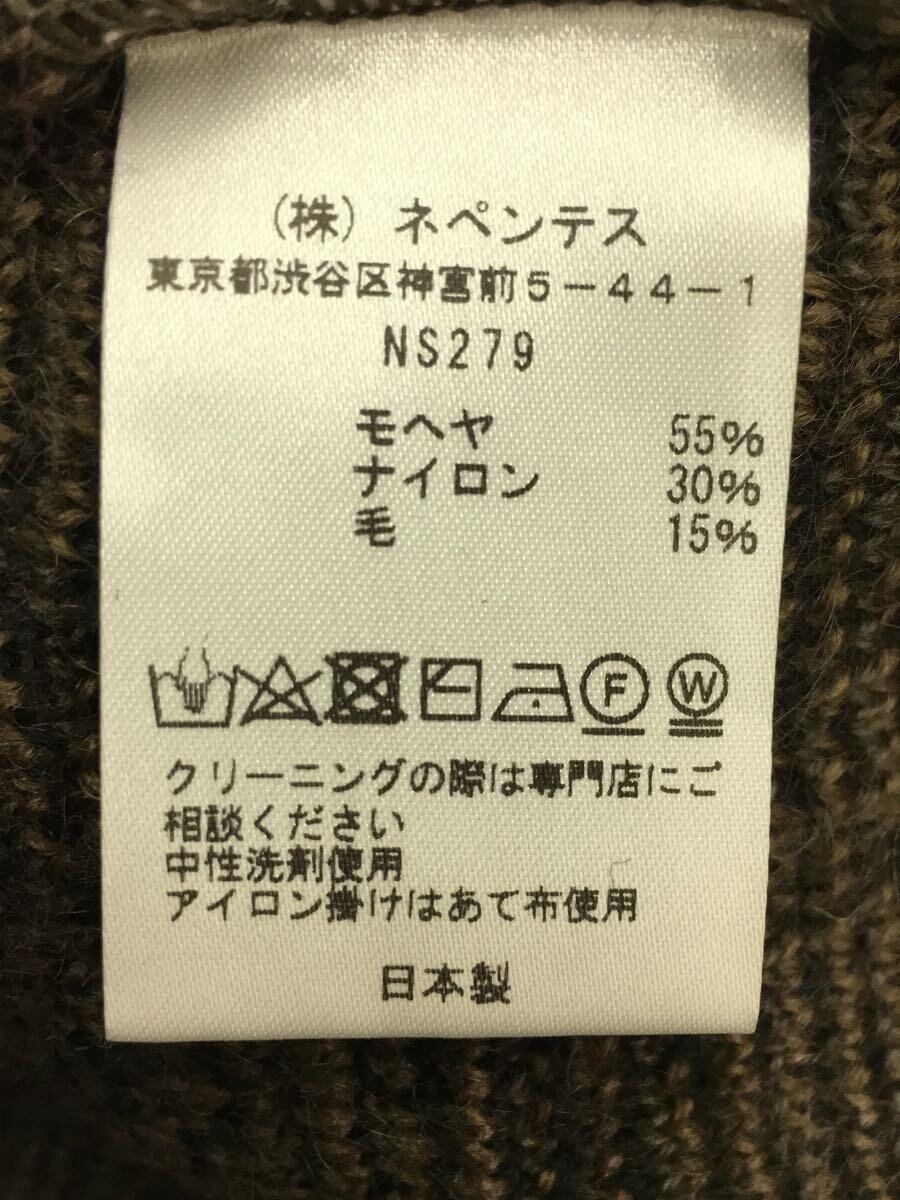 (株) ネペンテス
東京都渋谷区神宮前5-44-1
NS279
モヘヤ 55%
ナイロン 30%
毛 15%
F W
クリーニングの際は専門店にご
相談ください
中性洗剤使用
アイロン掛けはあて布使用
日本製